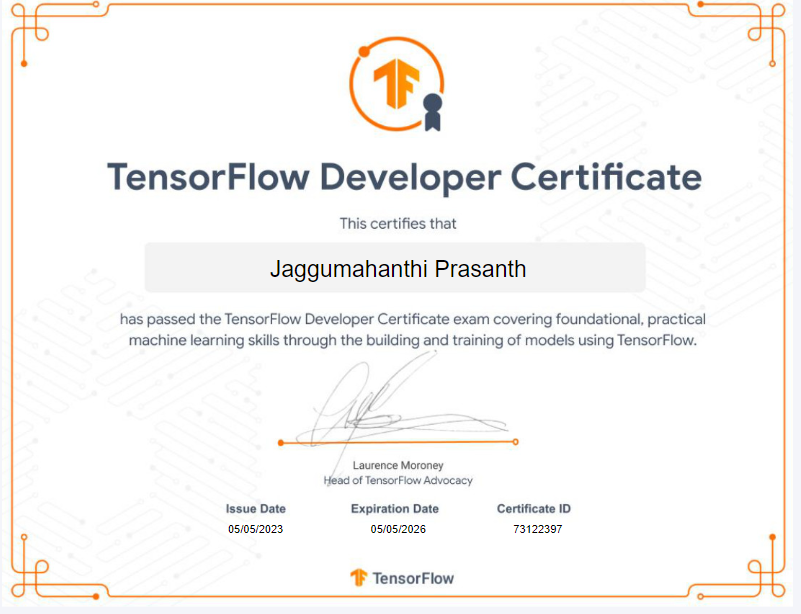 TensorFlow Developer Certificate
This certifies that
Jaggumahanthi Prasanth
has passed the TensorFlow Developer Certificate exam covering foundational, practical
machine learning skills through the building and training of models using TensorFlow.
Laurence Moroney
Head of TensorFlow Advocacy
Issue Date Expiration Date Certificate ID
05/05/2023 05/05/2026 73122397
TensorFlow